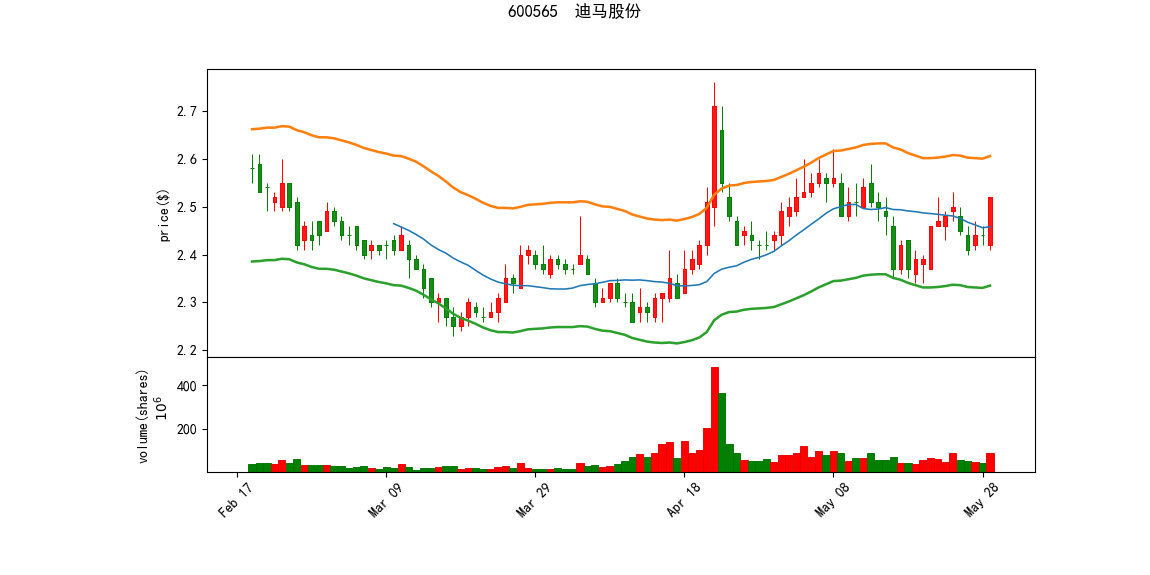 600565  迪马股份
price($)
2.7
2.6
2.5
2.4
2.3
2.2
volume(shares)
10^6
400
200
Feb 17
Mar 09
Mar 29
Apr 18
May 08
May 28